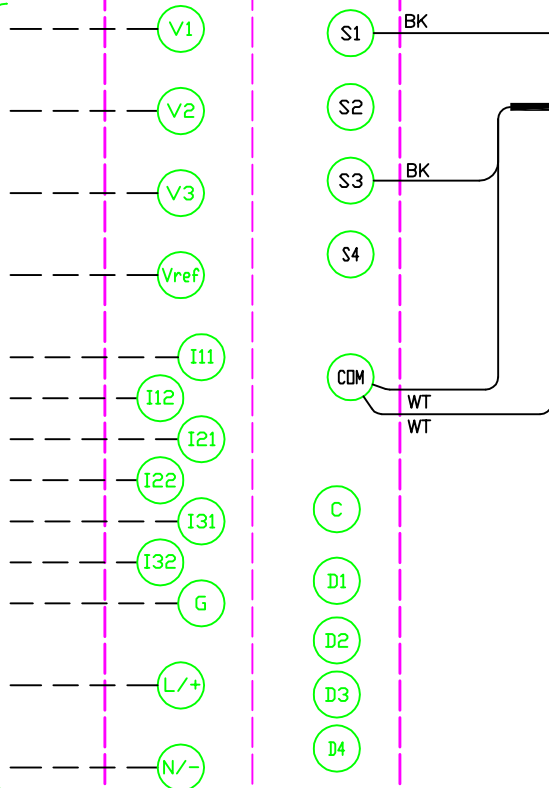 V1
V2
V3
Vref
I11
I12
I21
I22
I31
I32
G
L/+
N/-
S1
BK
S2
S3
BK
S4
COM
WT
WT
C
D1
D2
D3
D4